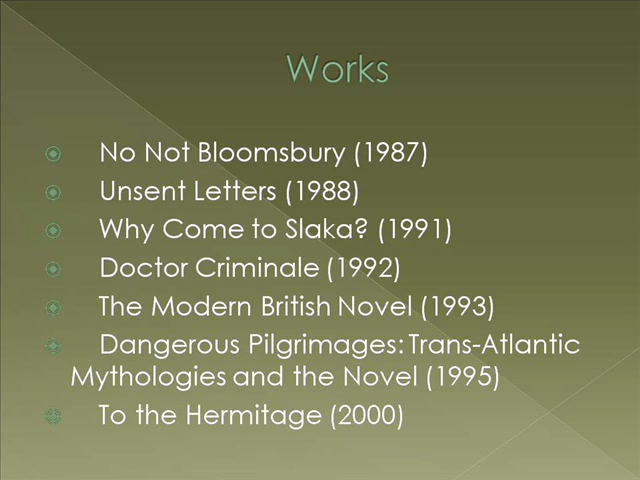 Works
No Not Bloomsbury (1987)
Unsent Letters (1988)
Why Come to Slaka? (1991)
Doctor Criminale (1992)
The Modern British Novel (1993)
Dangerous Pilgrimages: Trans-Atlantic
Mythologies and the Novel (1995)
To the Hermitage (2000)